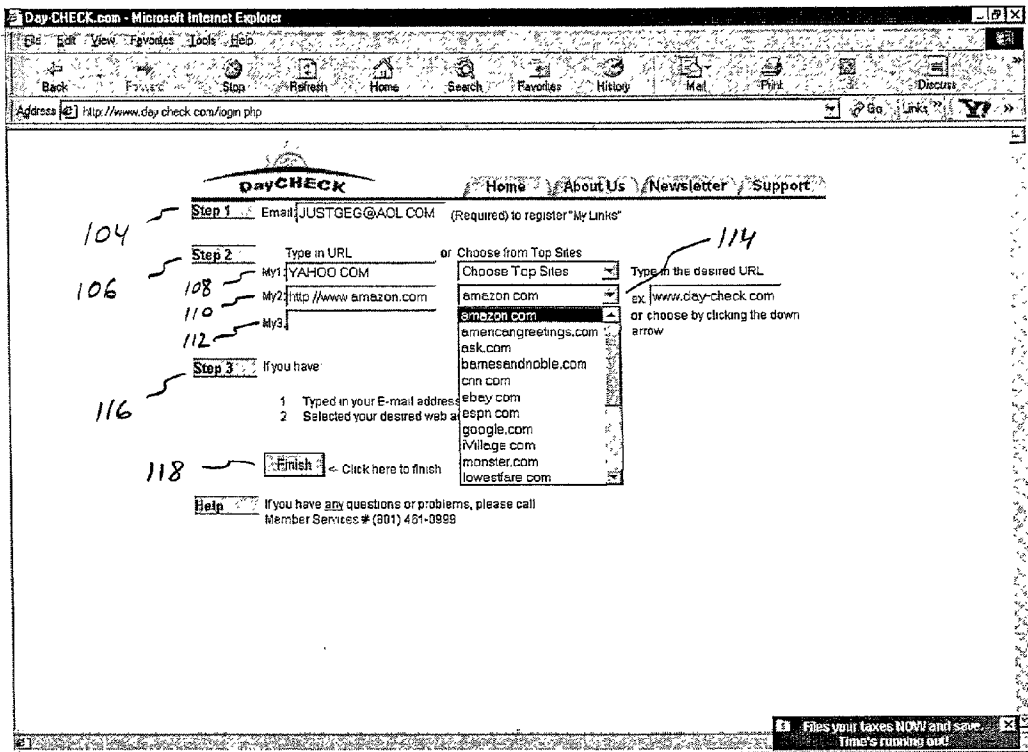 Day-CHECK.com - Microsoft Internet Explorer
File Edit View Favorites Tools Help
Back Forward Stop Refresh Home Search Favorites History Mail Print Discuss »
Address http://www.day check com/login php Go Links » Y! »
DayCHECK Home About Us Newsletter Support
104 Step 1 Email: JUSTGEG@AOL COM (Required) to register "My Links"
114
106 Step 2 Type in URL or Choose from Top Sites
108 My1: YAHOO COM Choose Top Sites Type in the desired URL
110 My2: http //www amazon.com amazon com ex www.day-check com
112 My3. amazon com or choose by clicking the down
americangreetings.com arrow
ask.com
116 Step 3 If you have barnesandnoble.com
cnn com
1 Typed in your E-mail address ebay com
2 Selected your desired web a espn com
google.com
iVillage com
118 Finish <- Click here to finish monster.com
lowestfare com
Help If you have any questions or problems, please call
Member Services # (801) 461-0999
Files your taxes NOW and save
Time's running out!